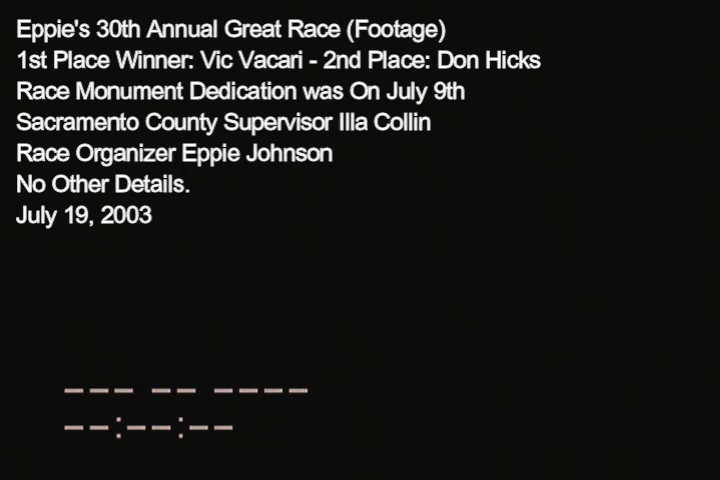 Eppie's 30th Annual Great Race (Footage)
1st Place Winner: Vic Vacari - 2nd Place: Don Hicks
Race Monument Dedication was On July 9th
Sacramento County Supervisor Illa Collin
Race Organizer Eppie Johnson
No Other Details.
July 19, 2003
--- -- ----
--:--:--